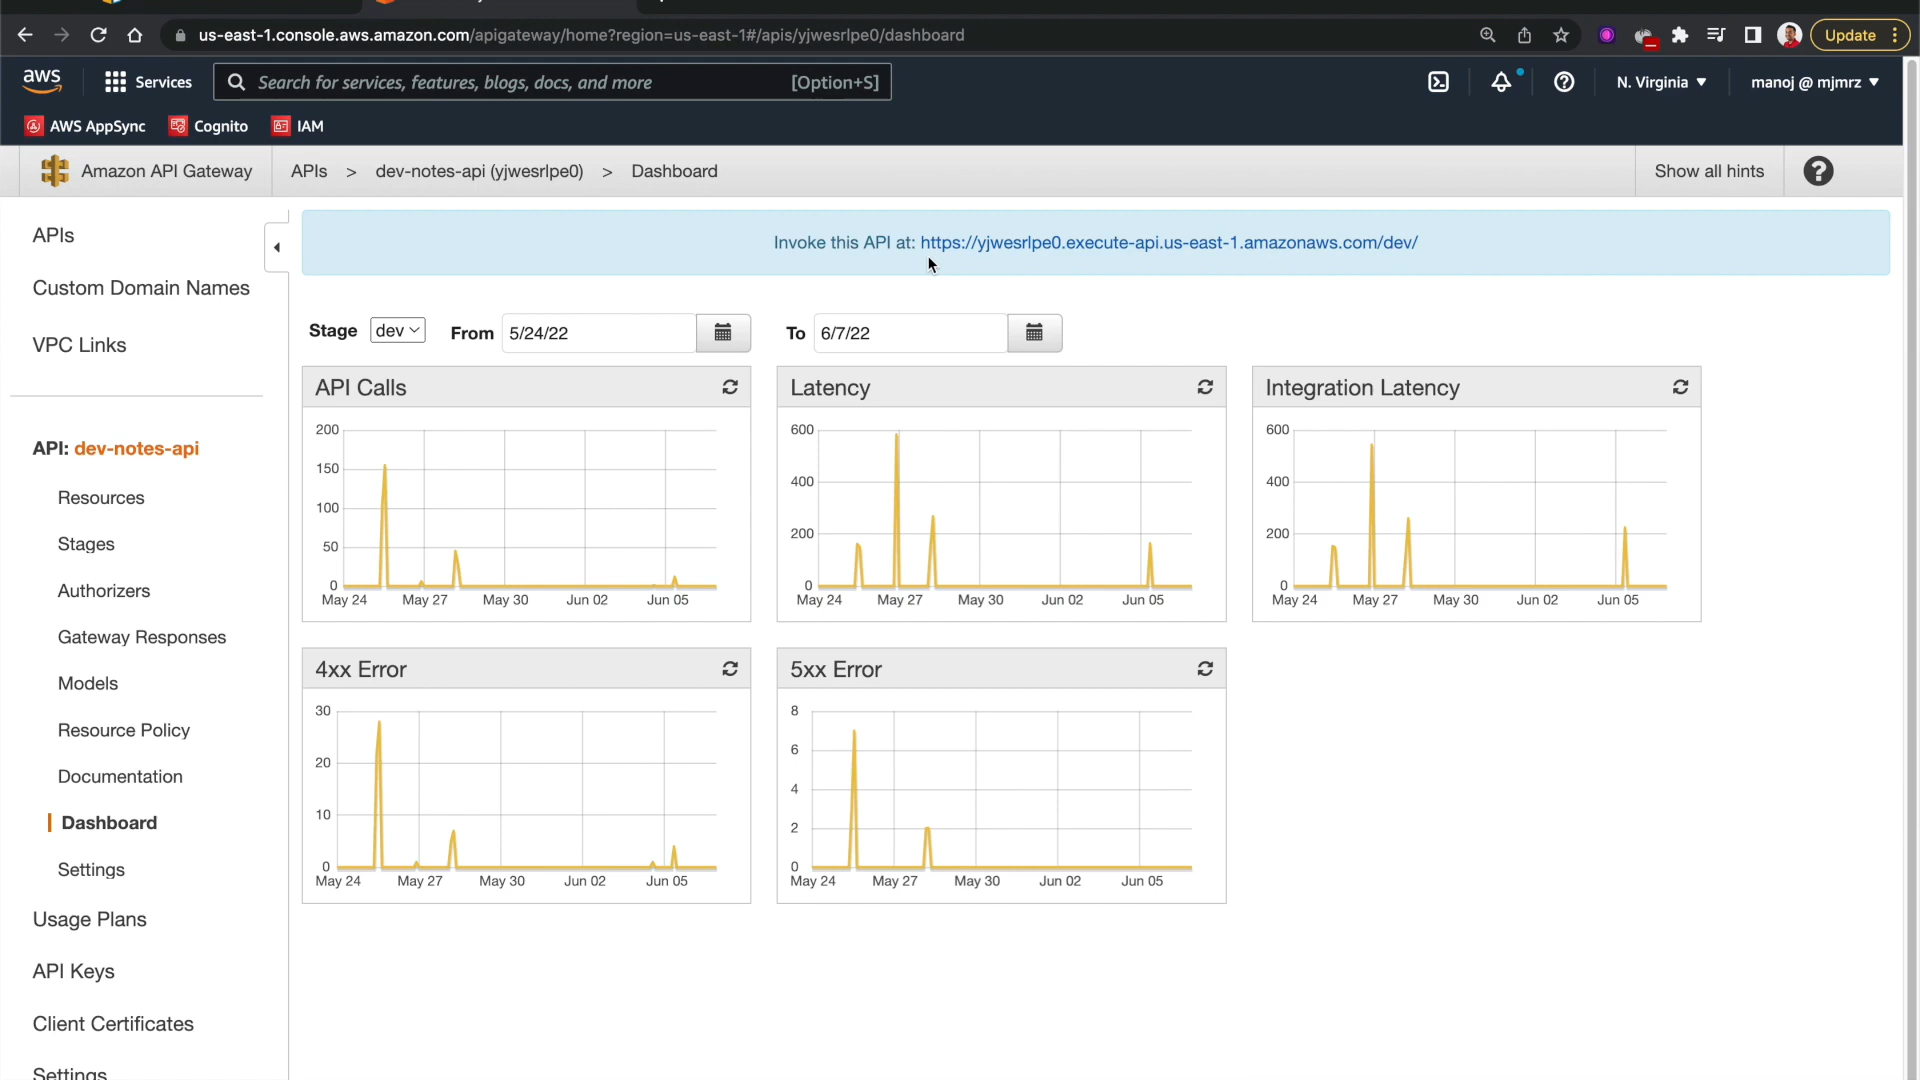 us-east-1.console.aws.amazon.com/apigateway/home?region=us-east-1#/apis/yjwesrlpe0/dashboard
Update
aws
Services
Search for services, features, blogs, docs, and more
[Option+S]
N. Virginia
manoj @ mjmrz
AWS AppSync
Cognito
IAM
Amazon API Gateway
APIs > dev-notes-api (yjwesrlpe0) > Dashboard
Show all hints
?
APIs
Custom Domain Names
VPC Links
API: dev-notes-api
Resources
Stages
Authorizers
Gateway Responses
Models
Resource Policy
Documentation
Dashboard
Settings
Usage Plans
API Keys
Client Certificates
Settings
Invoke this API at: https://yjwesrlpe0.execute-api.us-east-1.amazonaws.com/dev/
Stage dev From 5/24/22 To 6/7/22
API Calls
200
150
100
50
0
May 24 May 27 May 30 Jun 02 Jun 05
Latency
600
400
200
0
May 24 May 27 May 30 Jun 02 Jun 05
Integration Latency
600
400
200
0
May 24 May 27 May 30 Jun 02 Jun 05
4xx Error
30
20
10
0
May 24 May 27 May 30 Jun 02 Jun 05
5xx Error
8
6
4
2
0
May 24 May 27 May 30 Jun 02 Jun 05